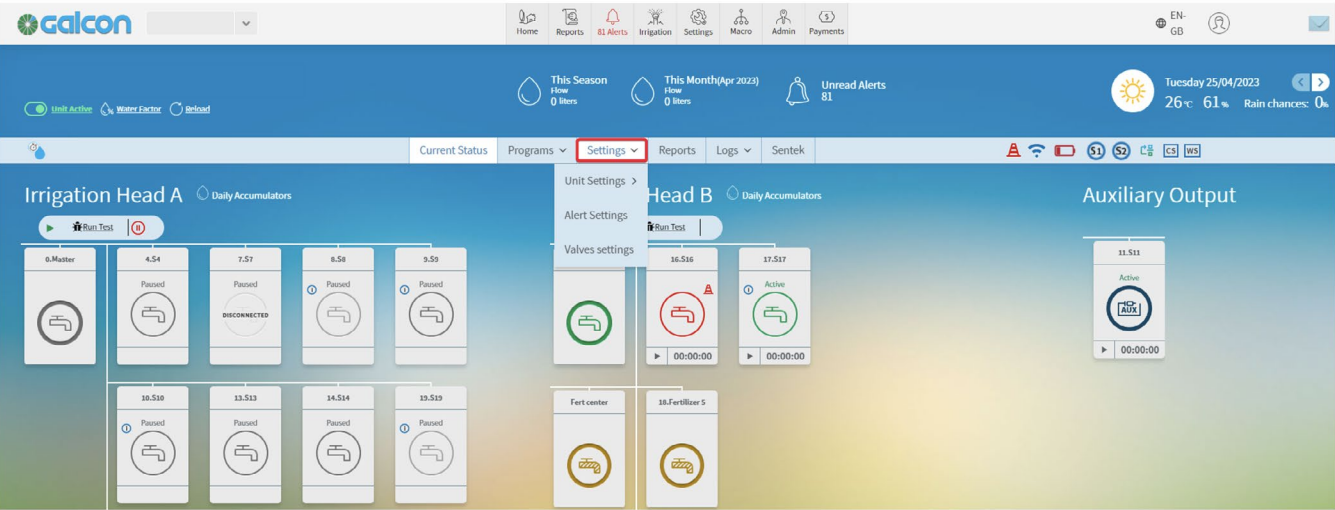 Galcon
Home
Reports
81 Alerts
Irrigation
Settings
Macro
Admin
Payments
EN-
GB
Unit Active
Water Factor
Reload
This Season
Flow
0 liters
This Month(Apr 2023)
Flow
0 liters
Unread Alerts
81
Tuesday 25/04/2023
26°C 61% Rain chances: 0%
Current Status
Programs
Settings
Reports
Logs
Sentek
S1
S2
CS
WS
Unit Settings
Alert Settings
Valves settings
Irrigation Head A
Daily Accumulators
Run Test
Head B
Daily Accumulators
Run Test
Auxiliary Output
0.Master
4.S4
Paused
7.S7
Paused
DISCONNECTED
8.S8
Paused
9.S9
Paused
16.S16
00:00:00
17.S17
Active
00:00:00
11.S11
Active
AUX
00:00:00
10.S10
Paused
13.S13
Paused
14.S14
Paused
19.S19
Paused
Fert center
18.Fertilizer 5